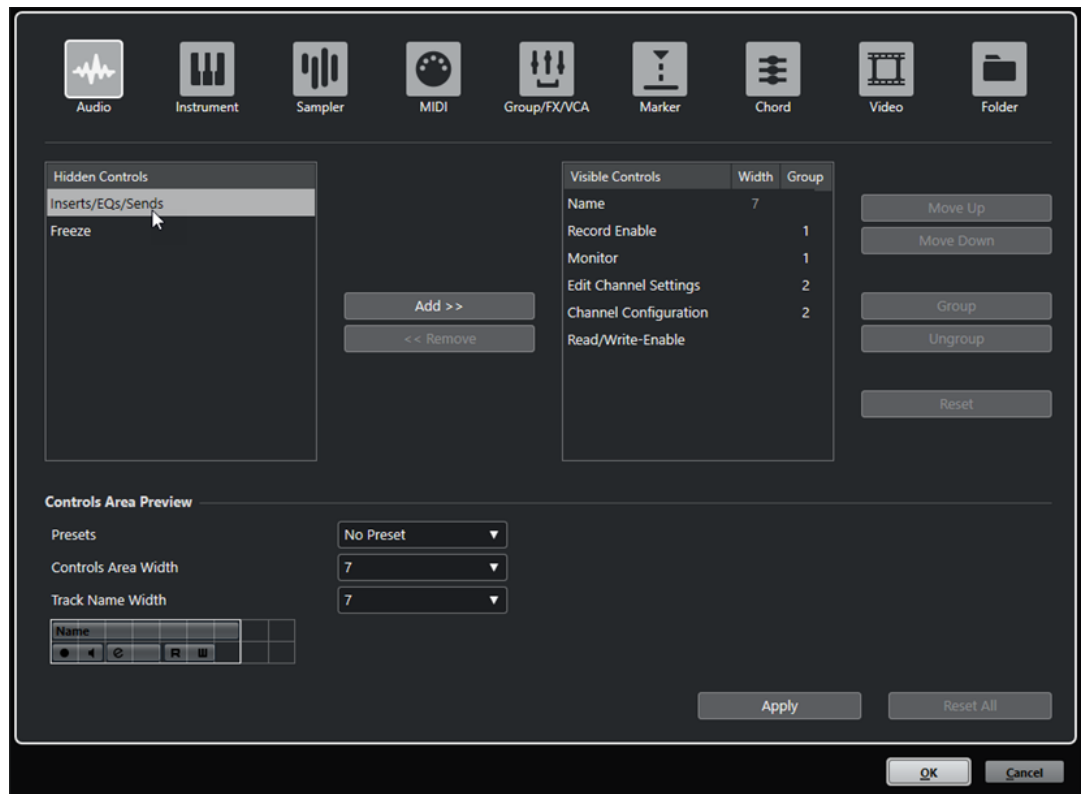 Audio Instrument Sampler MIDI Group/FX/VCA Marker Chord Video Folder
Hidden Controls
Inserts/EQs/Sends
Freeze
Add >>
<< Remove
Visible Controls Width Group
Name 7
Record Enable 1
Monitor 1
Edit Channel Settings 2
Channel Configuration 2
Read/Write-Enable
Move Up
Move Down
Group
Ungroup
Reset
Controls Area Preview
Presets No Preset
Controls Area Width 7
Track Name Width 7
Name
e R W
Apply Reset All
OK Cancel